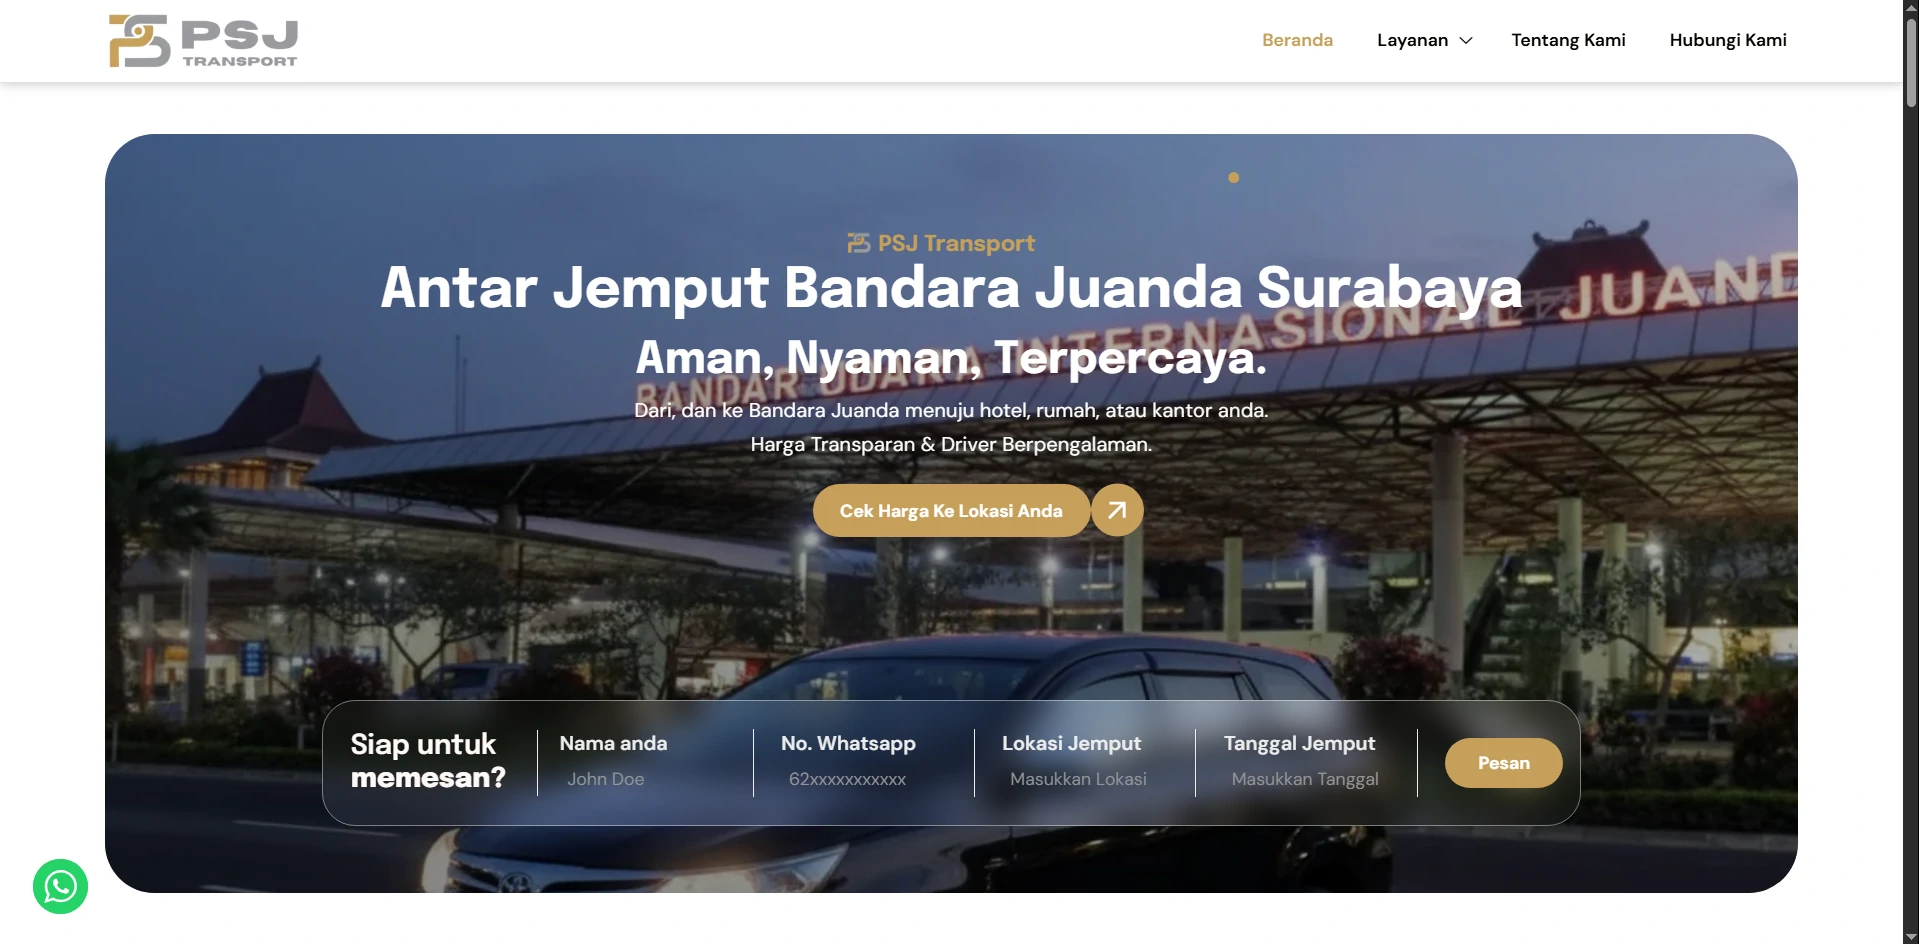 PSJ
TRANSPORT
Beranda
Layanan
Tentang Kami
Hubungi Kami
PSJ Transport
Antar Jemput Bandara Juanda Surabaya
Aman, Nyaman, Terpercaya.
BANDAR UDARA INTERNASIONAL JUAND
Dari, dan ke Bandara Juanda menuju hotel, rumah, atau kantor anda.
Harga Transparan & Driver Berpengalaman.
Cek Harga Ke Lokasi Anda
Siap untuk
memesan?
Nama anda
John Doe
No. Whatsapp
62xxxxxxxxxxx
Lokasi Jemput
Masukkan Lokasi
Tanggal Jemput
Masukkan Tanggal
Pesan